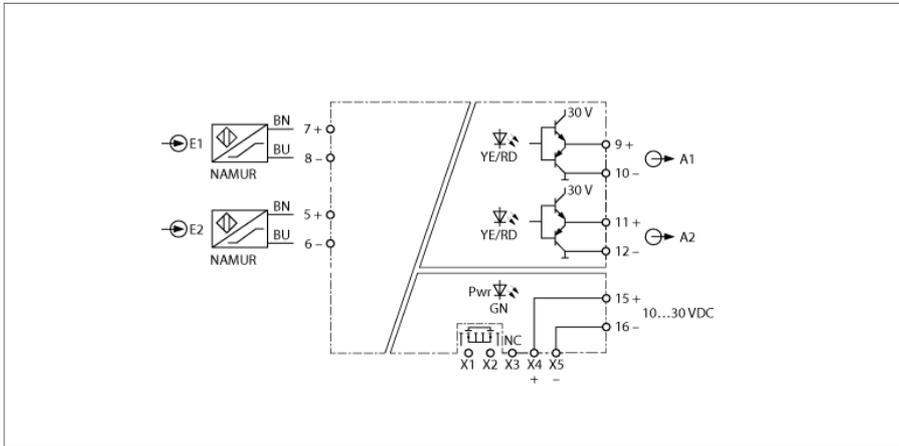 E1
BN
7 +
BU
8 –
NAMUR
E2
BN
5 +
BU
6 –
NAMUR
30 V
YE/RD
9 +
10 –
A1
30 V
YE/RD
11 +
12 –
A2
Pwr
GN
15 +
16 –
10...30 VDC
NC
X1 X2 X3 X4 X5
+ –